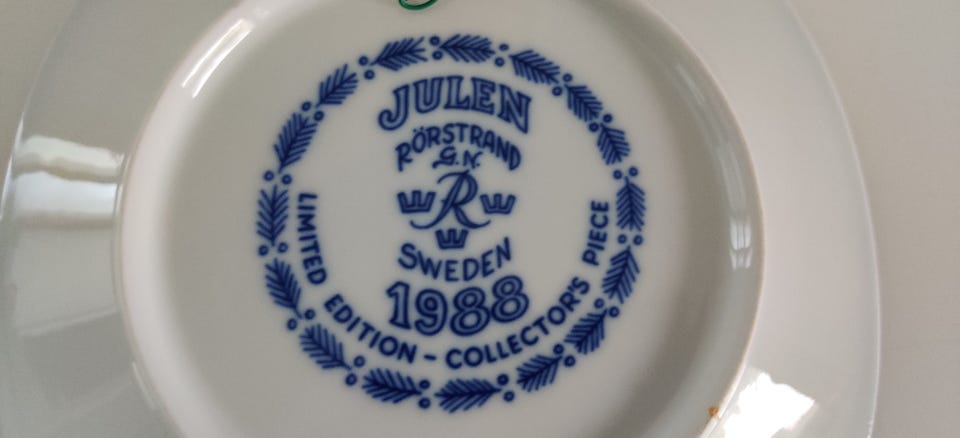 JULEN
RÖRSTRAND
G.N.
R
SWEDEN
1988
LIMITED EDITION - COLLECTOR'S PIECE